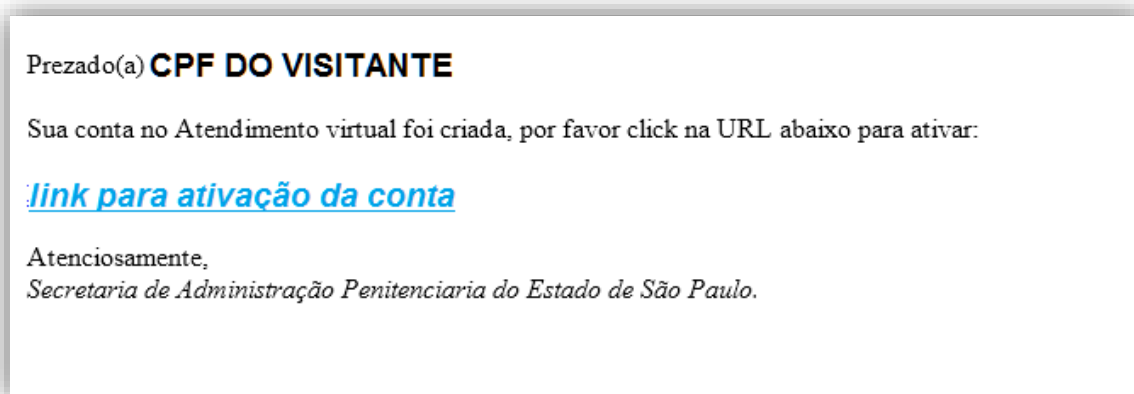 Prezado(a) CPF DO VISITANTE
Sua conta no Atendimento virtual foi criada, por favor click na URL abaixo para ativar:
link para ativação da conta
Atenciosamente,
Secretaria de Administração Penitenciaria do Estado de São Paulo.